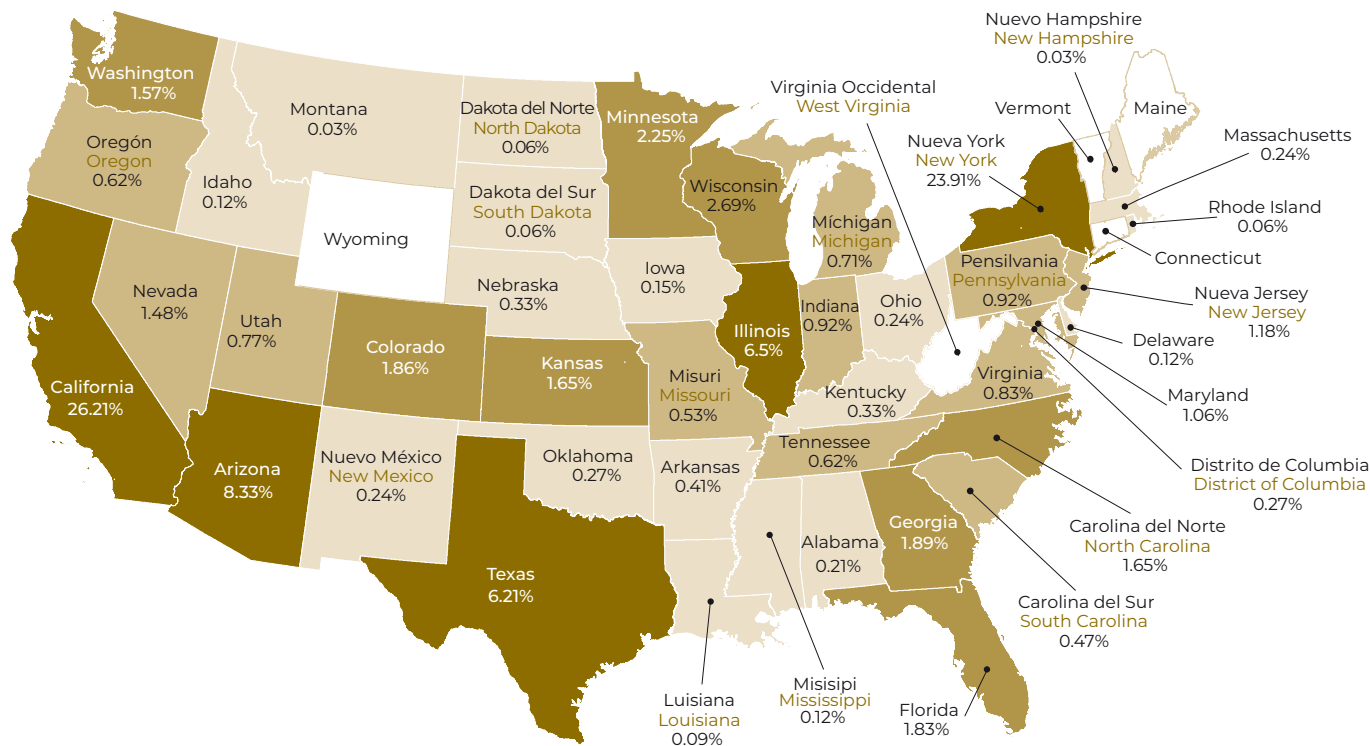 Nuevo Hampshire
New Hampshire
0.03%
Washington
1.57%
Montana
0.03%
Dakota del Norte
North Dakota
0.06%
Minnesota
2.25%
Virginia Occidental
West Virginia
Vermont
Maine
Oregón
Oregon
0.62%
Idaho
0.12%
Dakota del Sur
South Dakota
0.06%
Wisconsin
2.69%
Míchigan
Michigan
0.71%
Nueva York
New York
23.91%
Massachusetts
0.24%
Rhode Island
0.06%
Connecticut
Wyoming
Nebraska
0.33%
Iowa
0.15%
Pensilvania
Pennsylvania
0.92%
Nueva Jersey
New Jersey
1.18%
Nevada
1.48%
Utah
0.77%
Colorado
1.86%
Kansas
1.65%
Illinois
6.5%
Indiana
0.92%
Ohio
0.24%
Delaware
0.12%
Maryland
1.06%
California
26.21%
Misuri
Missouri
0.53%
Kentucky
0.33%
Virginia
0.83%
Distrito de Columbia
District of Columbia
0.27%
Arizona
8.33%
Nuevo México
New Mexico
0.24%
Oklahoma
0.27%
Arkansas
0.41%
Tennessee
0.62%
Carolina del Norte
North Carolina
1.65%
Texas
6.21%
Alabama
0.21%
Georgia
1.89%
Carolina del Sur
South Carolina
0.47%
Luisiana
Louisiana
0.09%
Misisipi
Mississippi
0.12%
Florida
1.83%